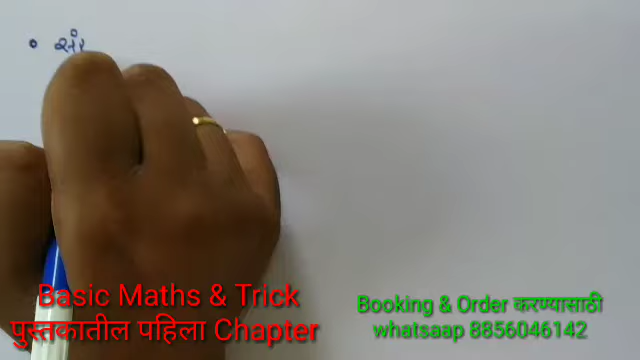 Basic Maths & Trick
पुस्तकातील पहिला Chapter
Booking & Order करण्यासाठी
whatsaap 8856046142